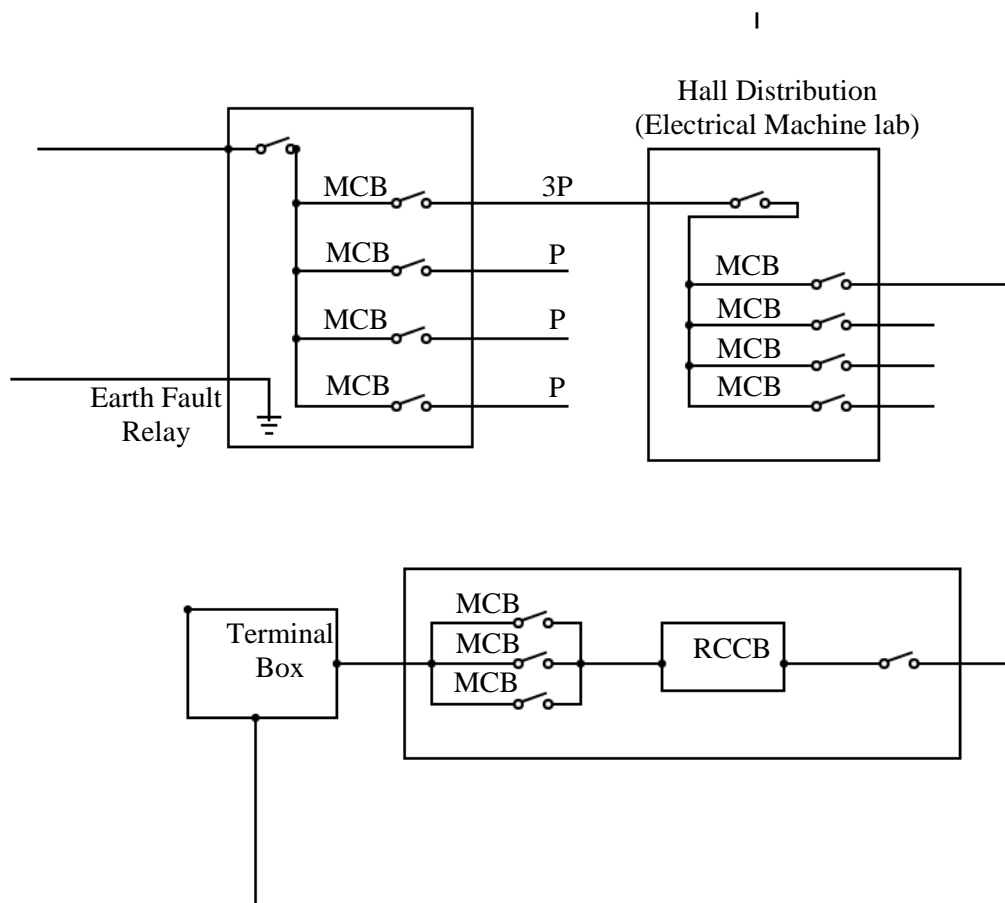 Hall Distribution
(Electrical Machine lab)
MCB 3P
MCB P
MCB P
MCB P
Earth Fault
Relay
MCB
MCB
MCB
MCB
Terminal
Box
MCB
MCB
MCB
RCCB